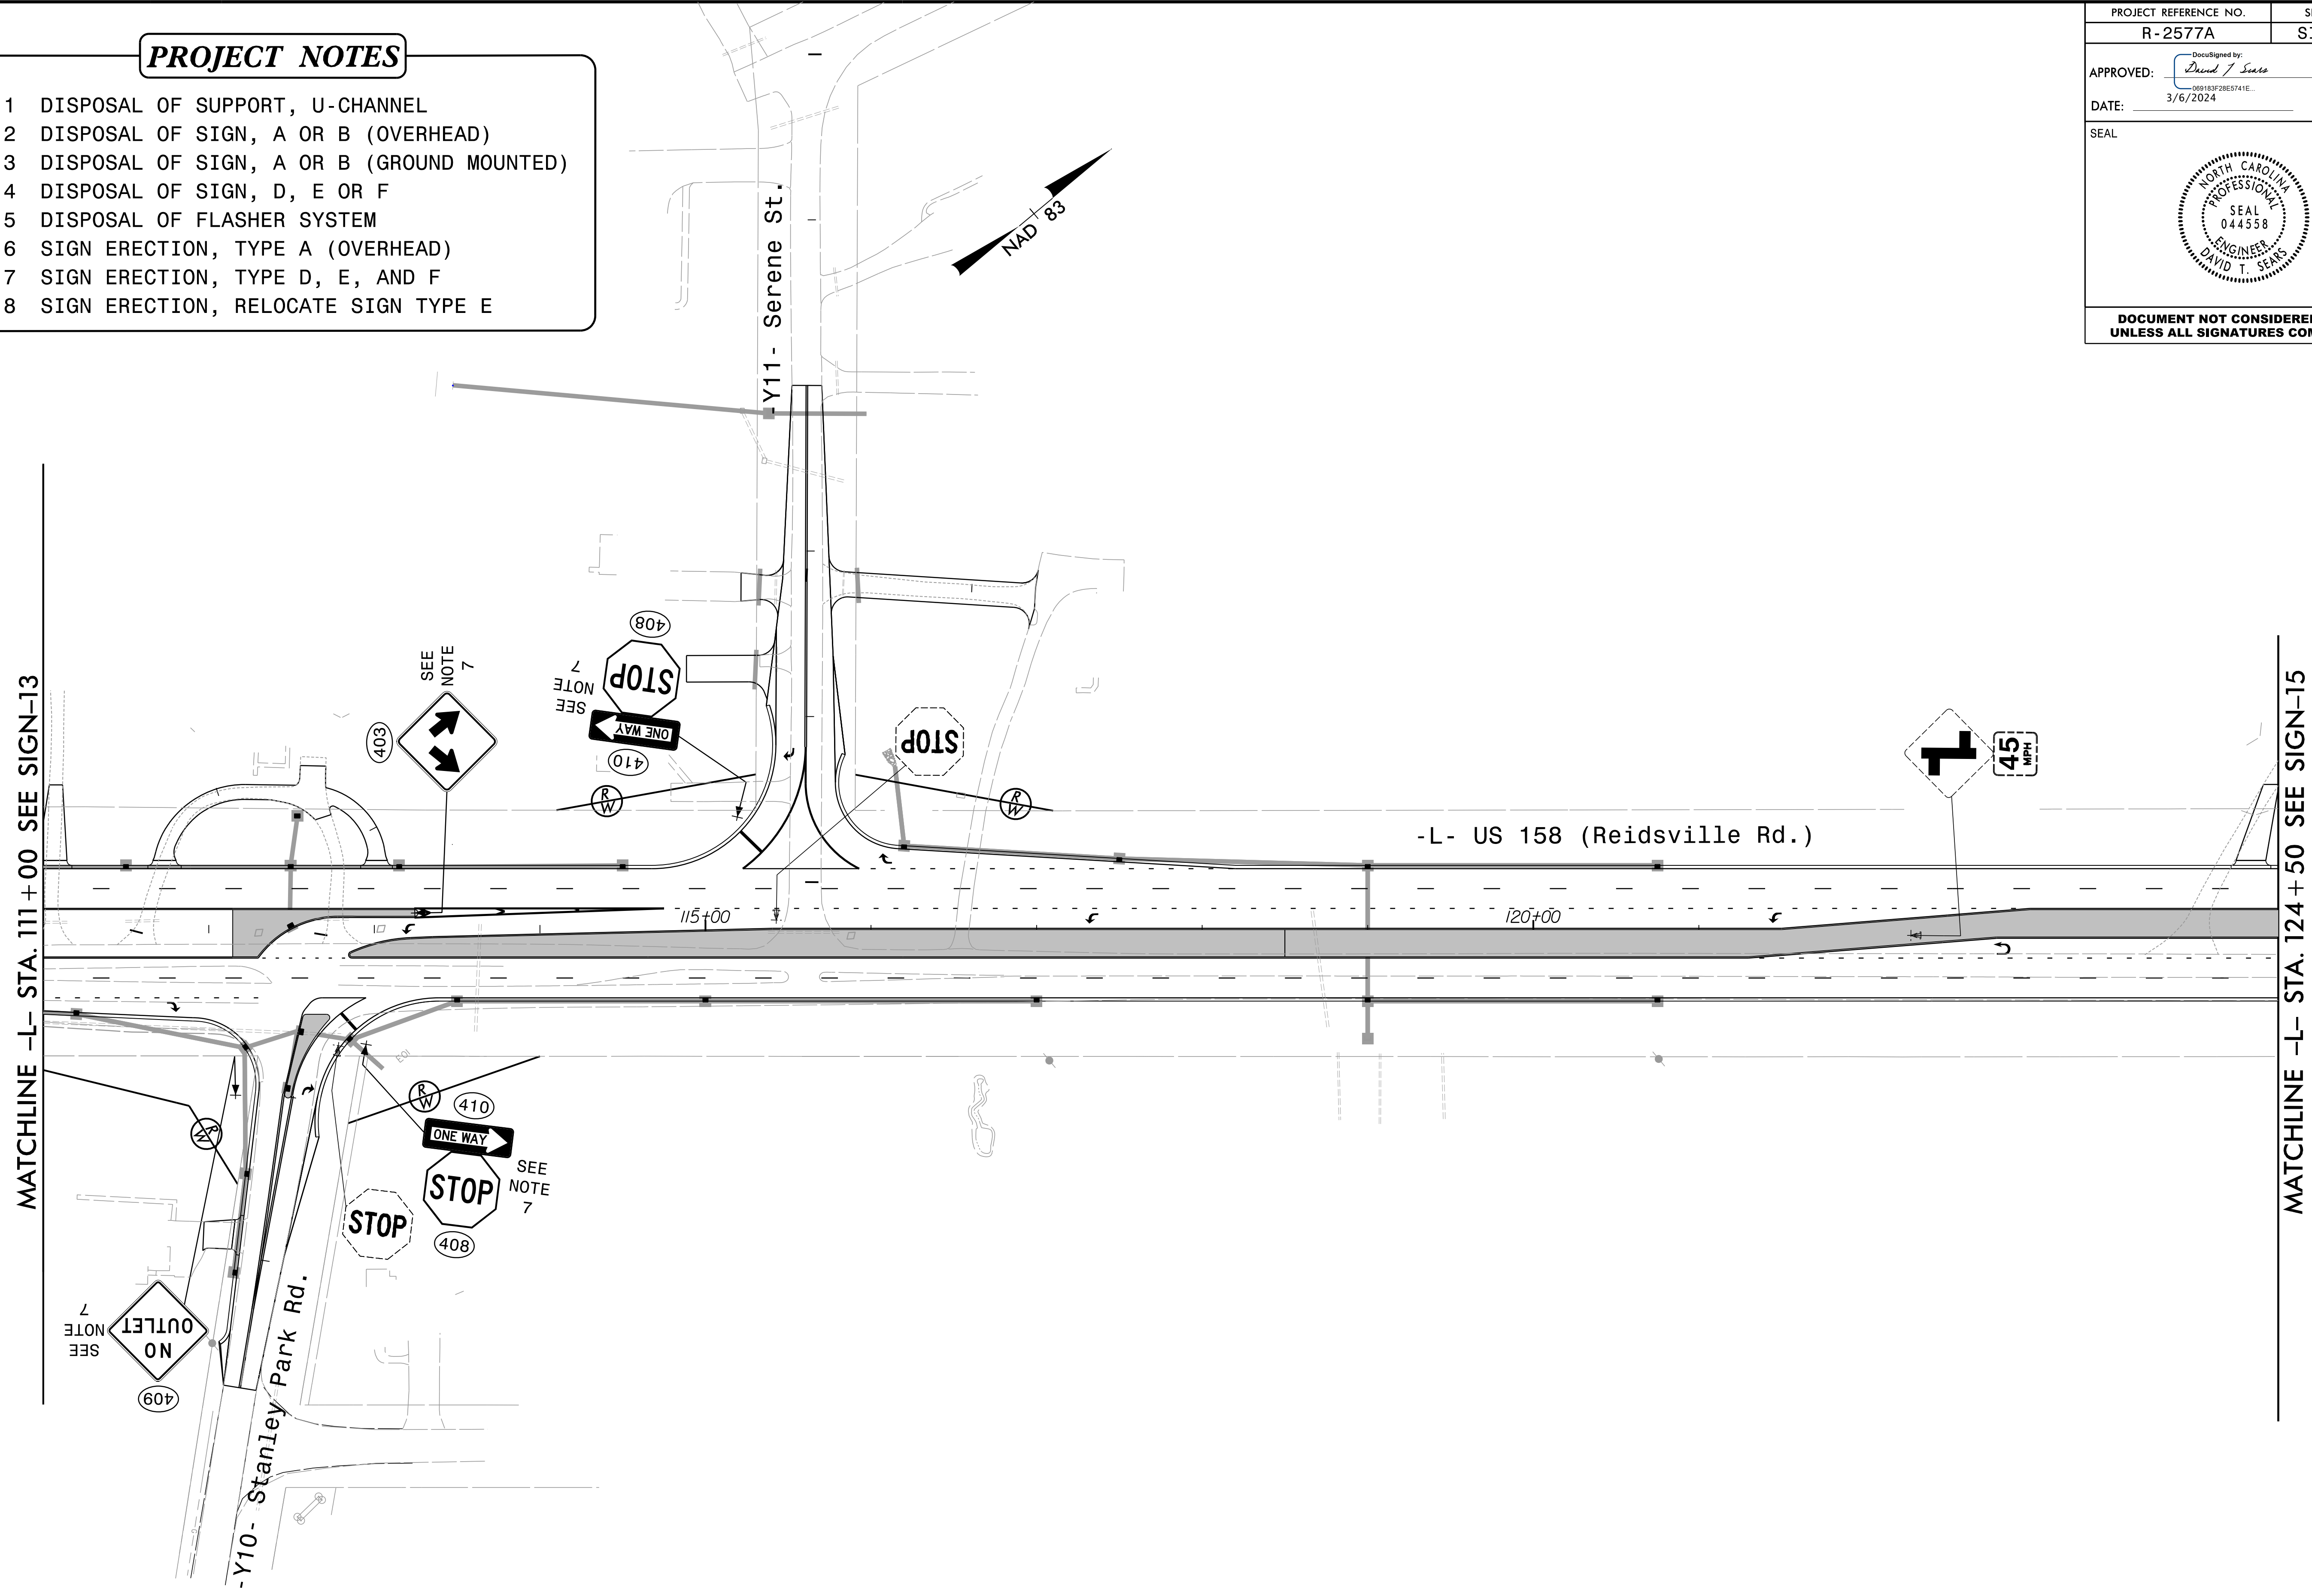 PROJECT NOTES
1 DISPOSAL OF SUPPORT, U-CHANNEL
2 DISPOSAL OF SIGN, A OR B (OVERHEAD)
3 DISPOSAL OF SIGN, A OR B (GROUND MOUNTED)
4 DISPOSAL OF SIGN, D, E OR F
5 DISPOSAL OF FLASHER SYSTEM
6 SIGN ERECTION, TYPE A (OVERHEAD)
7 SIGN ERECTION, TYPE D, E, AND F
8 SIGN ERECTION, RELOCATE SIGN TYPE E
PROJECT REFERENCE NO.
R-2577A
APPROVED:
DocuSigned by:
David T Sears
069183F28E5741E...
DATE:
3/6/2024
SEAL
NORTH CAROLINA
PROFESSIONAL
SEAL
044558
ENGINEER
DAVID T. SEARS
DOCUMENT NOT CONSIDERE
UNLESS ALL SIGNATURES COM
NAD 83
-Y11- Serene St.
MATCHLINE -L- STA. 111+00 SEE SIGN-13
SEE
NOTE
7
403
408
STOP
SEE
NOTE
7
ONE WAY
410
R/W
STOP
R/W
45
MPH
-L- US 158 (Reidsville Rd.)
115+00
120+00
MATCHLINE -L- STA. 124+50 SEE SIGN-15
EOI
R/W
R/W
410
ONE WAY
STOP
SEE
NOTE
7
408
STOP
NO
OUTLET
SEE
NOTE
7
409
-Y10- Stanley Park Rd.